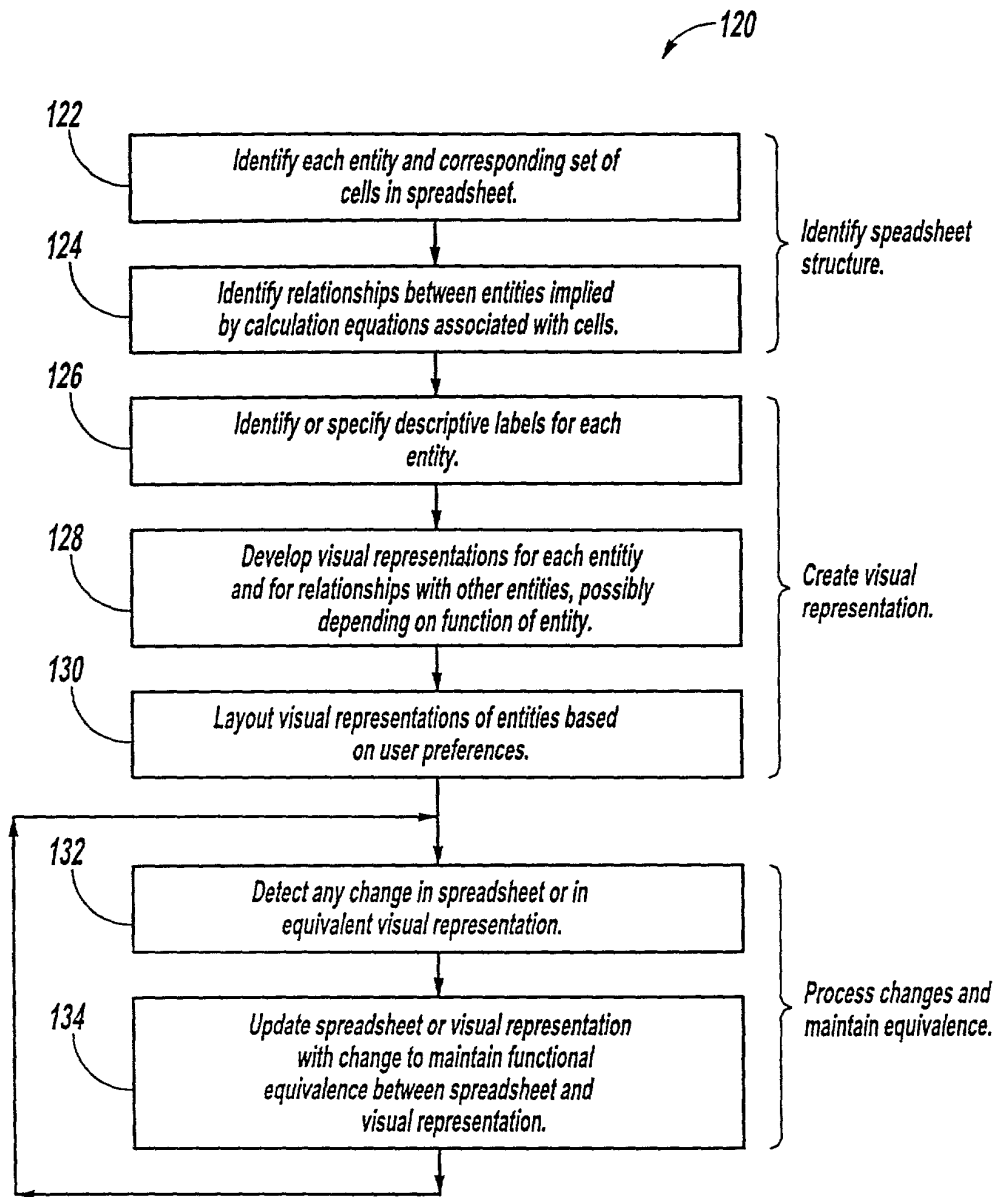 120
122
Identify each entity and corresponding set of
cells in spreadsheet.
124
Identify relationships between entities implied
by calculation equations associated with cells.
Identify speadsheet
structure.
126
Identify or specify descriptive labels for each
entity.
128
Develop visual representations for each entitiy
and for relationships with other entities, possibly
depending on function of entity.
130
Layout visual representations of entities based
on user preferences.
Create visual
representation.
132
Detect any change in spreadsheet or in
equivalent visual representation.
134
Update spreadsheet or visual representation
with change to maintain functional
equivalence between spreadsheet and
visual representation.
Process changes and
maintain equivalence.